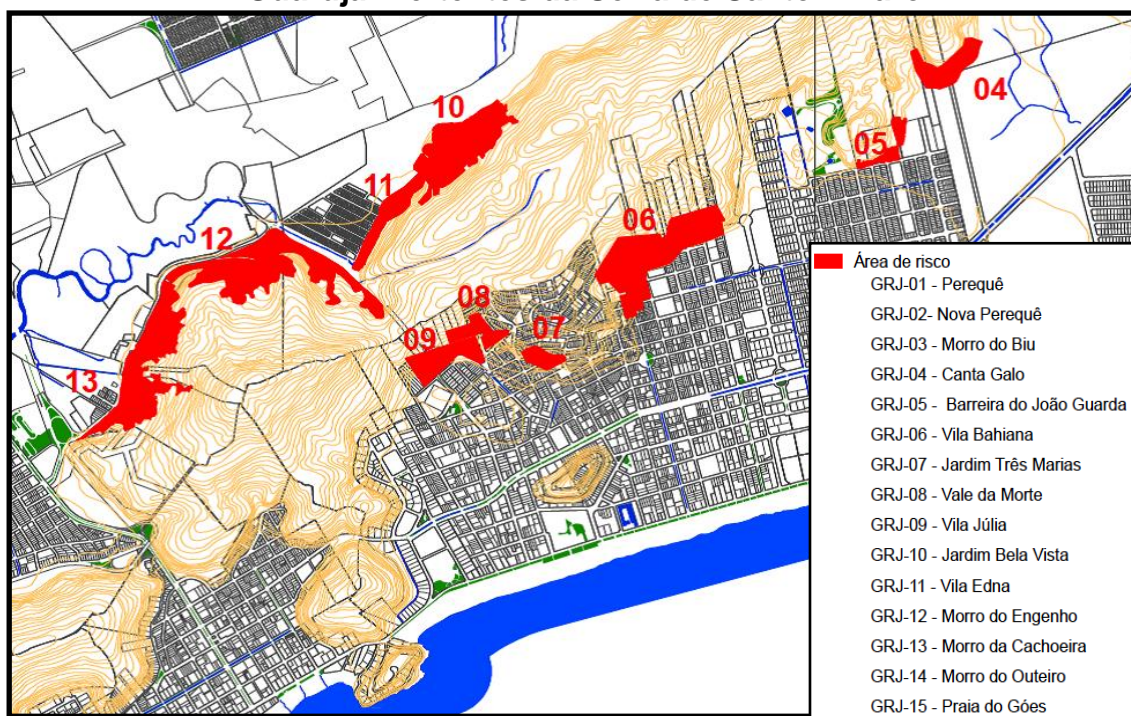 04
10
05
11
06
12
08
07
09
13
Área de risco
GRJ-01 - Perequê
GRJ-02- Nova Perequê
GRJ-03 - Morro do Biu
GRJ-04 - Canta Galo
GRJ-05 - Barreira do João Guarda
GRJ-06 - Vila Bahiana
GRJ-07 - Jardim Três Marias
GRJ-08 - Vale da Morte
GRJ-09 - Vila Júlia
GRJ-10 - Jardim Bela Vista
GRJ-11 - Vila Edna
GRJ-12 - Morro do Engenho
GRJ-13 - Morro da Cachoeira
GRJ-14 - Morro do Outeiro
GRJ-15 - Praia do Góes